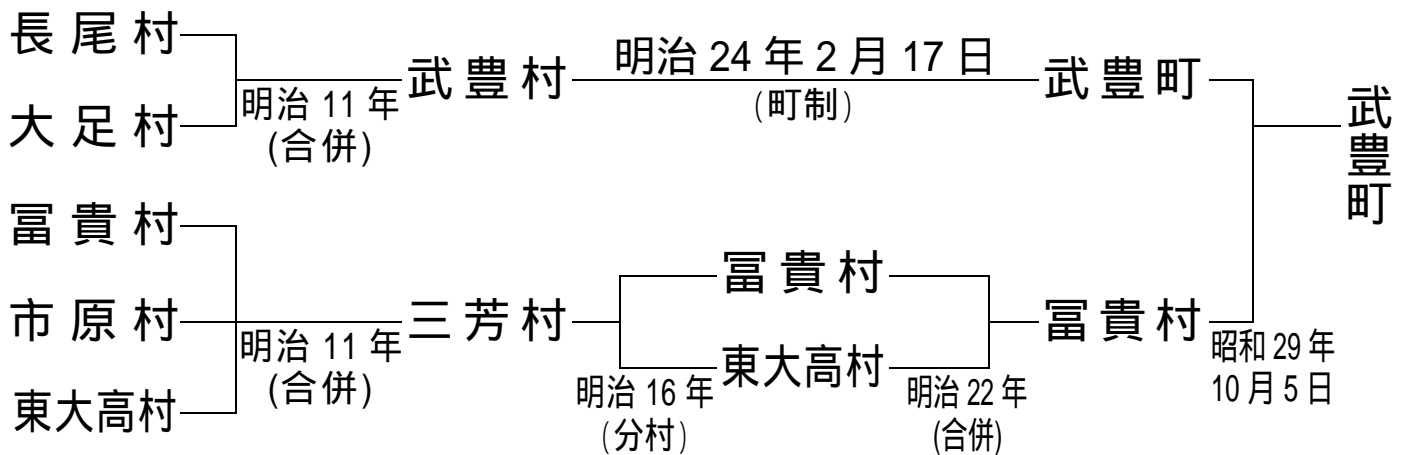 長尾村
大足村
明治 11 年
(合併)
武豊村
明治 24 年 2 月 17 日
(町制)
武豊町
武豊町
冨貴村
市原村
東大高村
明治 11 年
(合併)
三芳村
明治 16 年
(分村)
冨貴村
東大高村
明治 22 年
(合併)
冨貴村
昭和 29 年
10 月 5 日